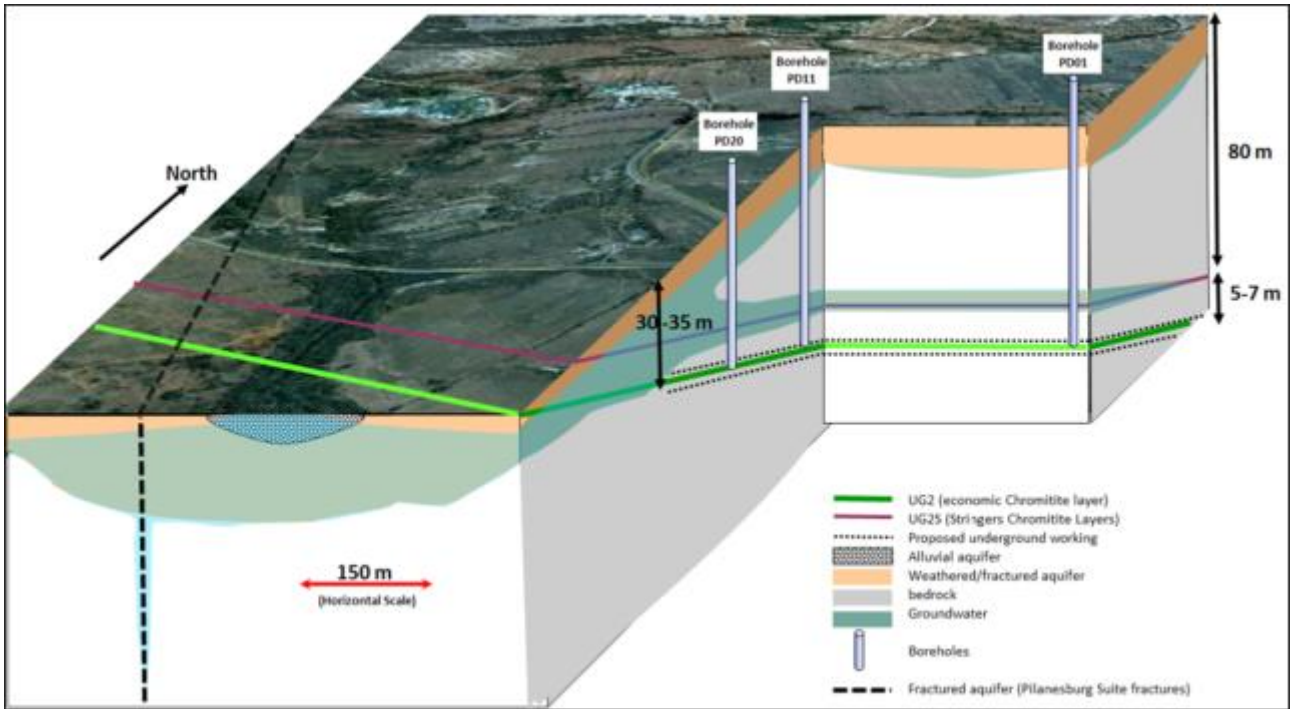 Borehole
PD01
Borehole
PD11
Borehole
PD20
North
80 m
30-35 m
5-7 m
150 m
(Horizontal Scale)
UG2 (economic Chromitite layer)
UG25 (Stringers Chromitite Layers)
Proposed underground working
Alluvial aquifer
Weathered/fractured aquifer
bedrock
Groundwater
Boreholes
Fractured aquifer (Pilanesburg Suite fractures)